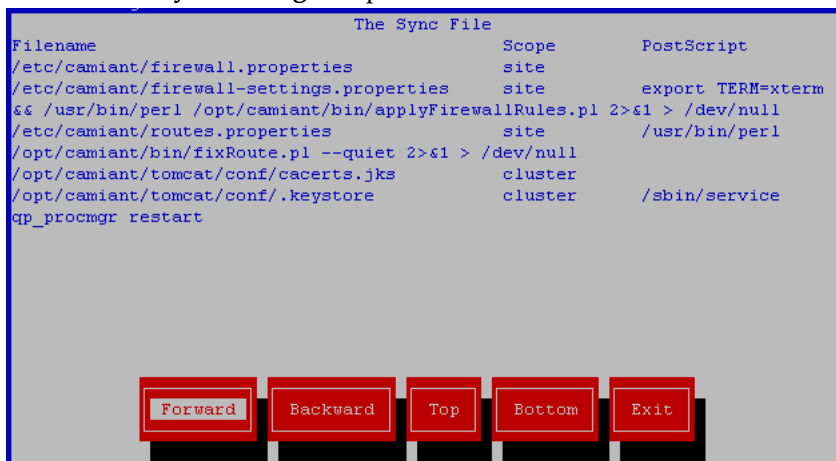 The Sync File
Filename Scope PostScript
/etc/camiant/firewall.properties site
/etc/camiant/firewall-settings.properties site export TERM=xterm
&& /usr/bin/perl /opt/camiant/bin/applyFirewallRules.pl 2>&1 > /dev/null
/etc/camiant/routes.properties site /usr/bin/perl
/opt/camiant/bin/fixRoute.pl --quiet 2>&1 > /dev/null
/opt/camiant/tomcat/conf/cacerts.jks cluster
/opt/camiant/tomcat/conf/.keystore cluster /sbin/service
qp_procmgr restart
Forward Backward Top Bottom Exit